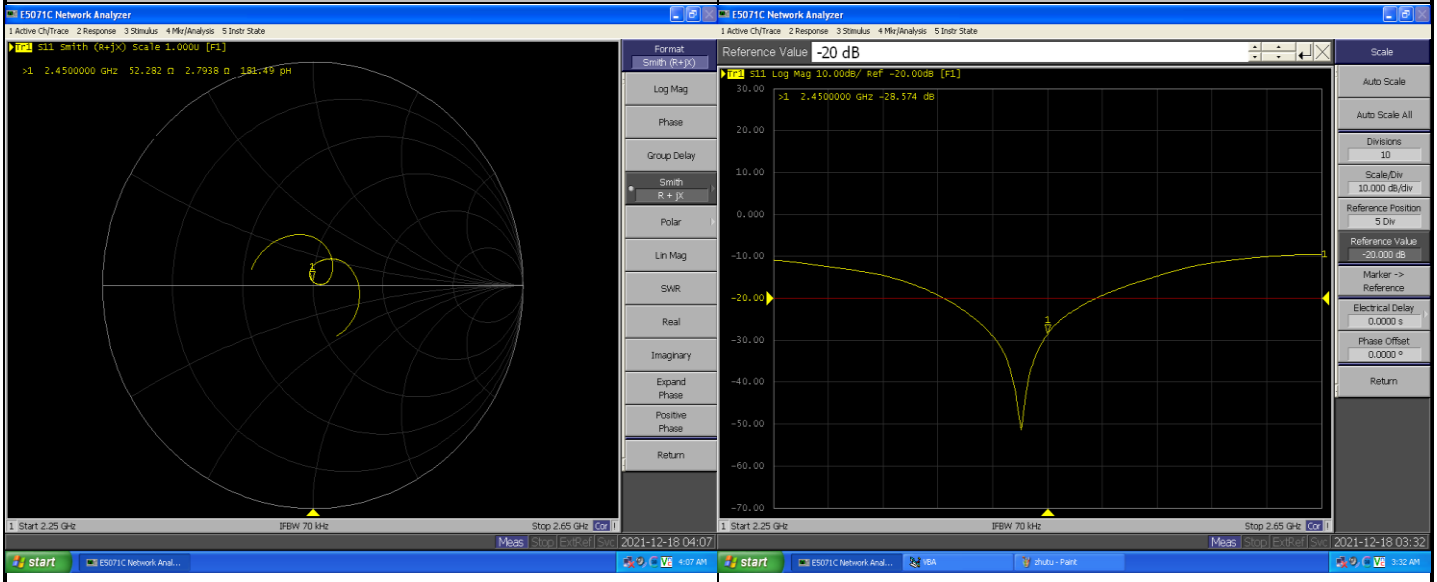 E5071C Network Analyzer
1 Active Ch/Trace 2 Response 3 Stimulus 4 Mkr/Analysis 5 Instr State
Tr1 S11 Smith (R+jX) Scale 1.000U [F1]
>1 2.4500000 GHz 52.282 Ω 2.7938 Ω 181.49 pH
1
Format
Smith (R+jX)
Log Mag
Phase
Group Delay
Smith
R + jX
Polar
Lin Mag
SWR
Real
Imaginary
Expand
Phase
Positive
Phase
Return
1 Start 2.25 GHz IFBW 70 kHz Stop 2.65 GHz Cor
Meas Stop ExtRef Svc 2021-12-18 04:07
start E5071C Network Anal... 4:07 AM
E5071C Network Analyzer
1 Active Ch/Trace 2 Response 3 Stimulus 4 Mkr/Analysis 5 Instr State
Reference Value -20 dB
Tr1 S11 Log Mag 10.00dB/ Ref -20.00dB [F1]
30.00
>1 2.4500000 GHz -28.574 dB
20.00
10.00
0.000
-10.00
1
-20.00
1
-30.00
-40.00
-50.00
-60.00
-70.00
Scale
Auto Scale
Auto Scale All
Divisions
10
Scale/Div
10.000 dB/div
Reference Position
5 Div
Reference Value
-20.000 dB
Marker ->
Reference
Electrical Delay
0.0000 s
Phase Offset
0.0000 °
Return
1 Start 2.25 GHz IFBW 70 kHz Stop 2.65 GHz Cor
Meas Stop ExtRef Svc 2021-12-18 03:32
start E5071C Network Anal... VBA zhutu - Paint 3:32 AM